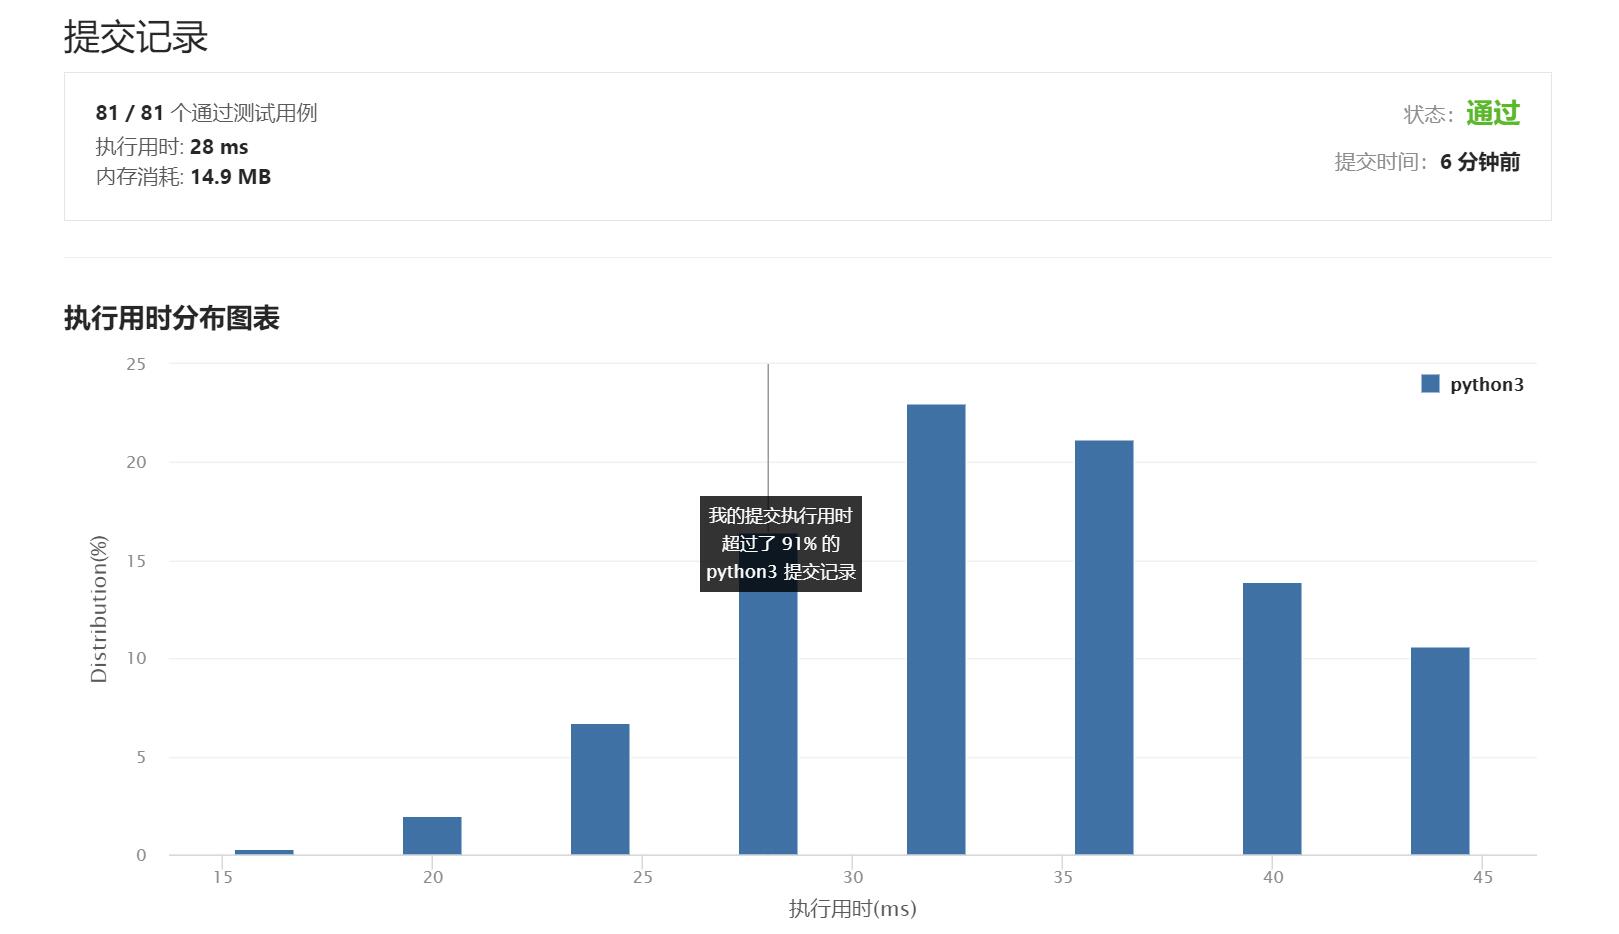 提交记录
81 / 81 个通过测试用例
状态：通过
执行用时: 28 ms
提交时间：6 分钟前
内存消耗: 14.9 MB
执行用时分布图表
25
python3
20
我的提交执行用时
超过了 91% 的
python3 提交记录
15
Distribution(%)
10
5
0
15 20 25 30 35 40 45
执行用时(ms)